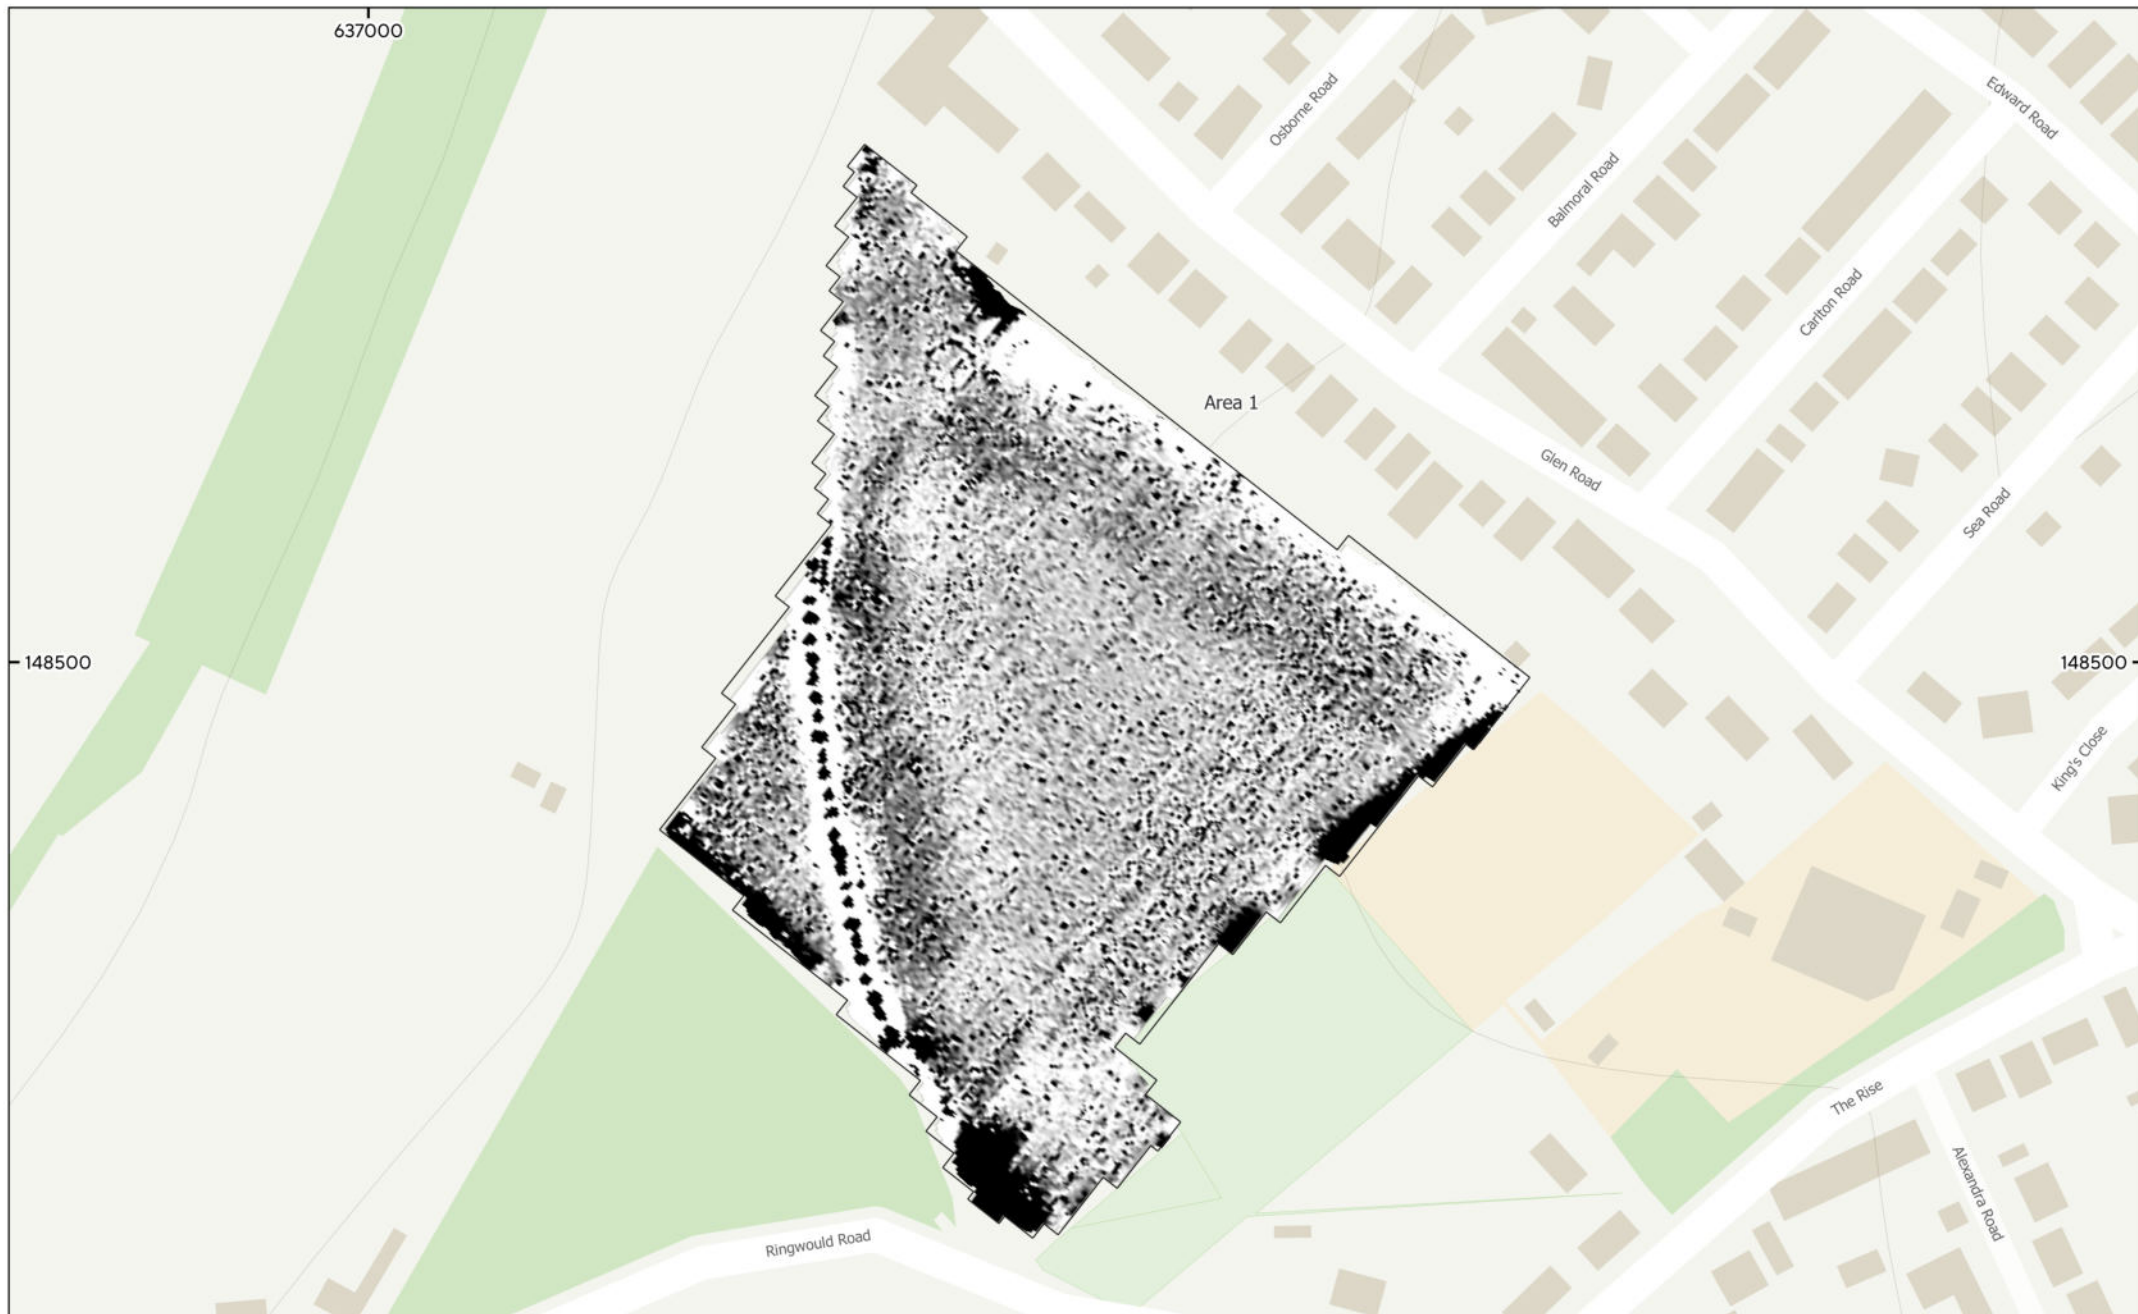 637000
Edward Road
Osborne Road
Balmoral Road
Carlton Road
Area 1
Glen Road
Sea Road
148500
148500
King's Close
The Rise
Alexandra Road
Ringwould Road